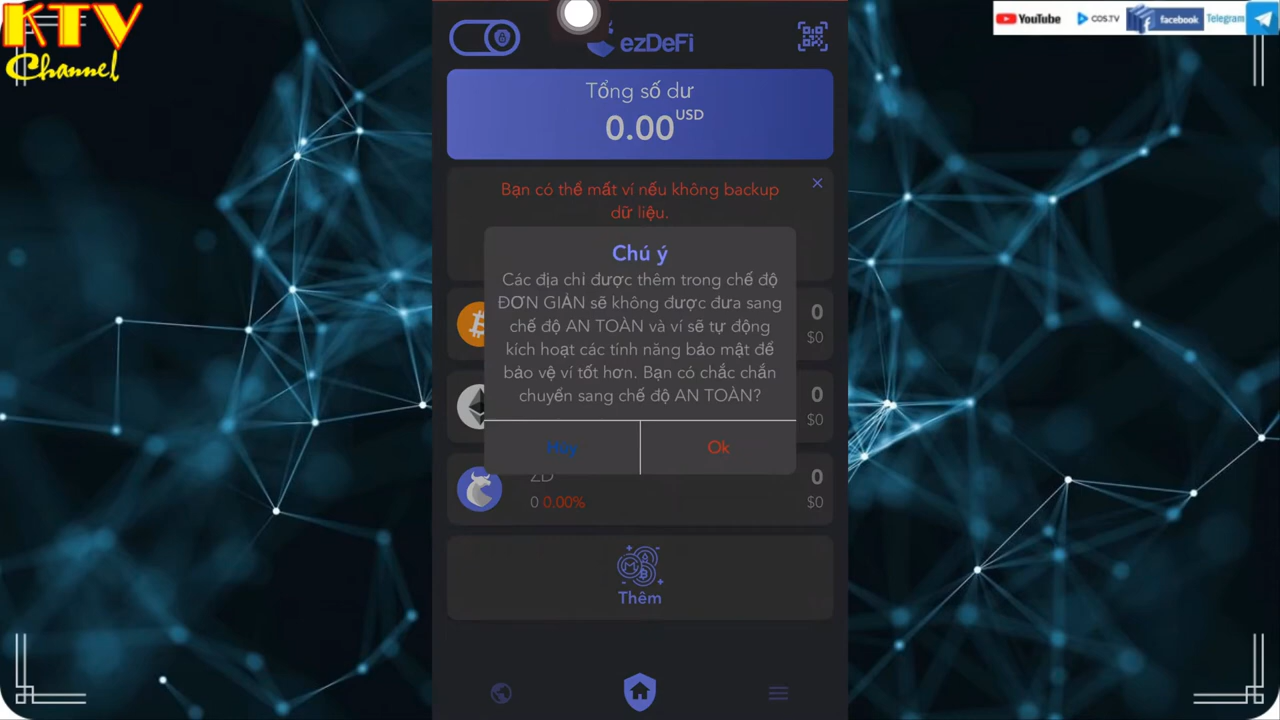 KTV
Channel
YouTube
COS.TV
facebook
Telegram
ezDeFi
Tổng số dư
0.00 USD
Bạn có thể mất ví nếu không backup
dữ liệu.
Chú ý
Các địa chỉ được thêm trong chế độ
ĐƠN GIẢN sẽ không được đưa sang
chế độ AN TOÀN và ví sẽ tự động
kích hoạt các tính năng bảo mật để
bảo vệ ví tốt hơn. Bạn có chắc chắn
chuyển sang chế độ AN TOÀN?
Hủy
Ok
0
$0
0
$0
ZD
0 0.00%
0
$0
Thêm